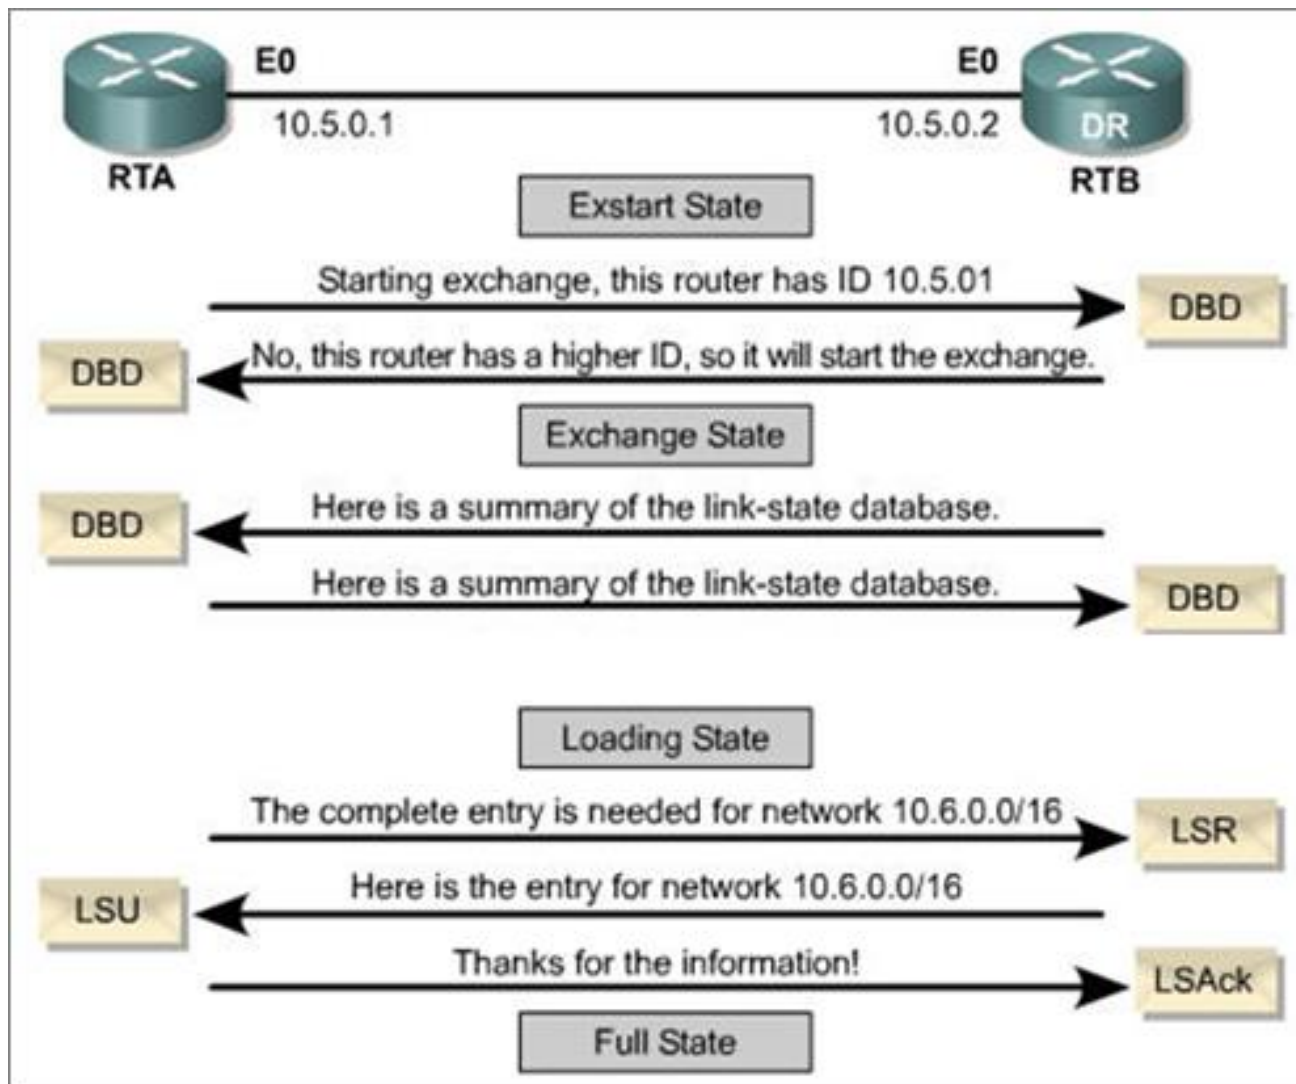 E0
E0
10.5.0.1
10.5.0.2
DR
RTA
RTB
Exstart State
Starting exchange, this router has ID 10.5.01
DBD
No, this router has a higher ID, so it will start the exchange.
DBD
Exchange State
Here is a summary of the link-state database.
DBD
Here is a summary of the link-state database.
DBD
Loading State
The complete entry is needed for network 10.6.0.0/16
LSR
Here is the entry for network 10.6.0.0/16
LSU
Thanks for the information!
LSAck
Full State